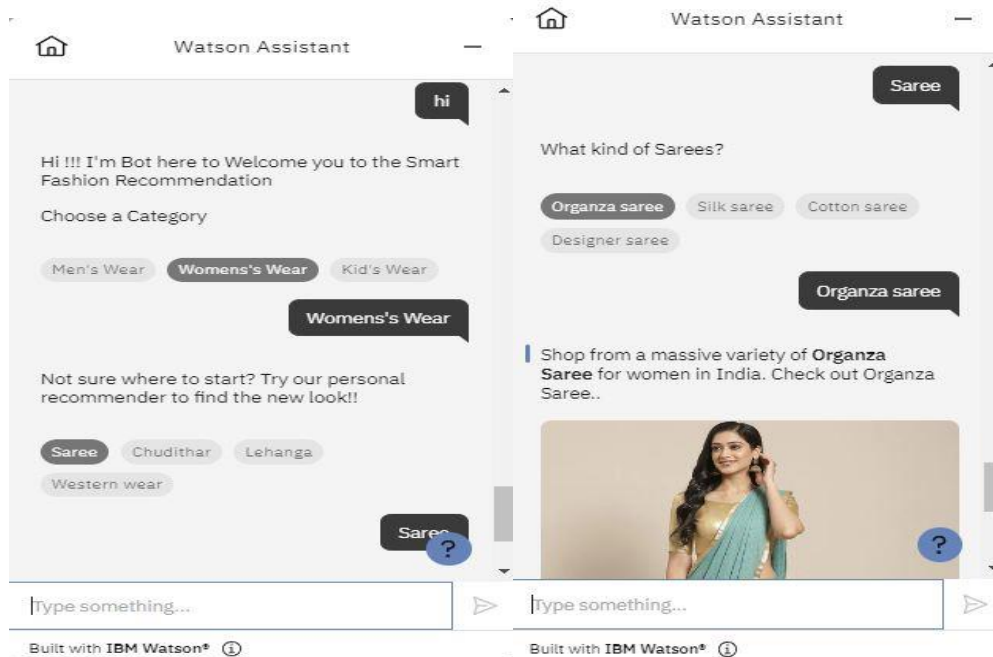 Watson Assistant
hi
Hi !!! I'm Bot here to Welcome you to the Smart
Fashion Recommendation
Choose a Category
Men's Wear
Womens's Wear
Kid's Wear
Womens's Wear
Not sure where to start? Try our personal
recommender to find the new look!!
Saree
Chudithar
Lehanga
Western wear
Saree
?
Type something...
Built with IBM Watson®
Watson Assistant
Saree
What kind of Sarees?
Organza saree
Silk saree
Cotton saree
Designer saree
Organza saree
Shop from a massive variety of Organza
Saree for women in India. Check out Organza
Saree..
?
Type something...
Built with IBM Watson®